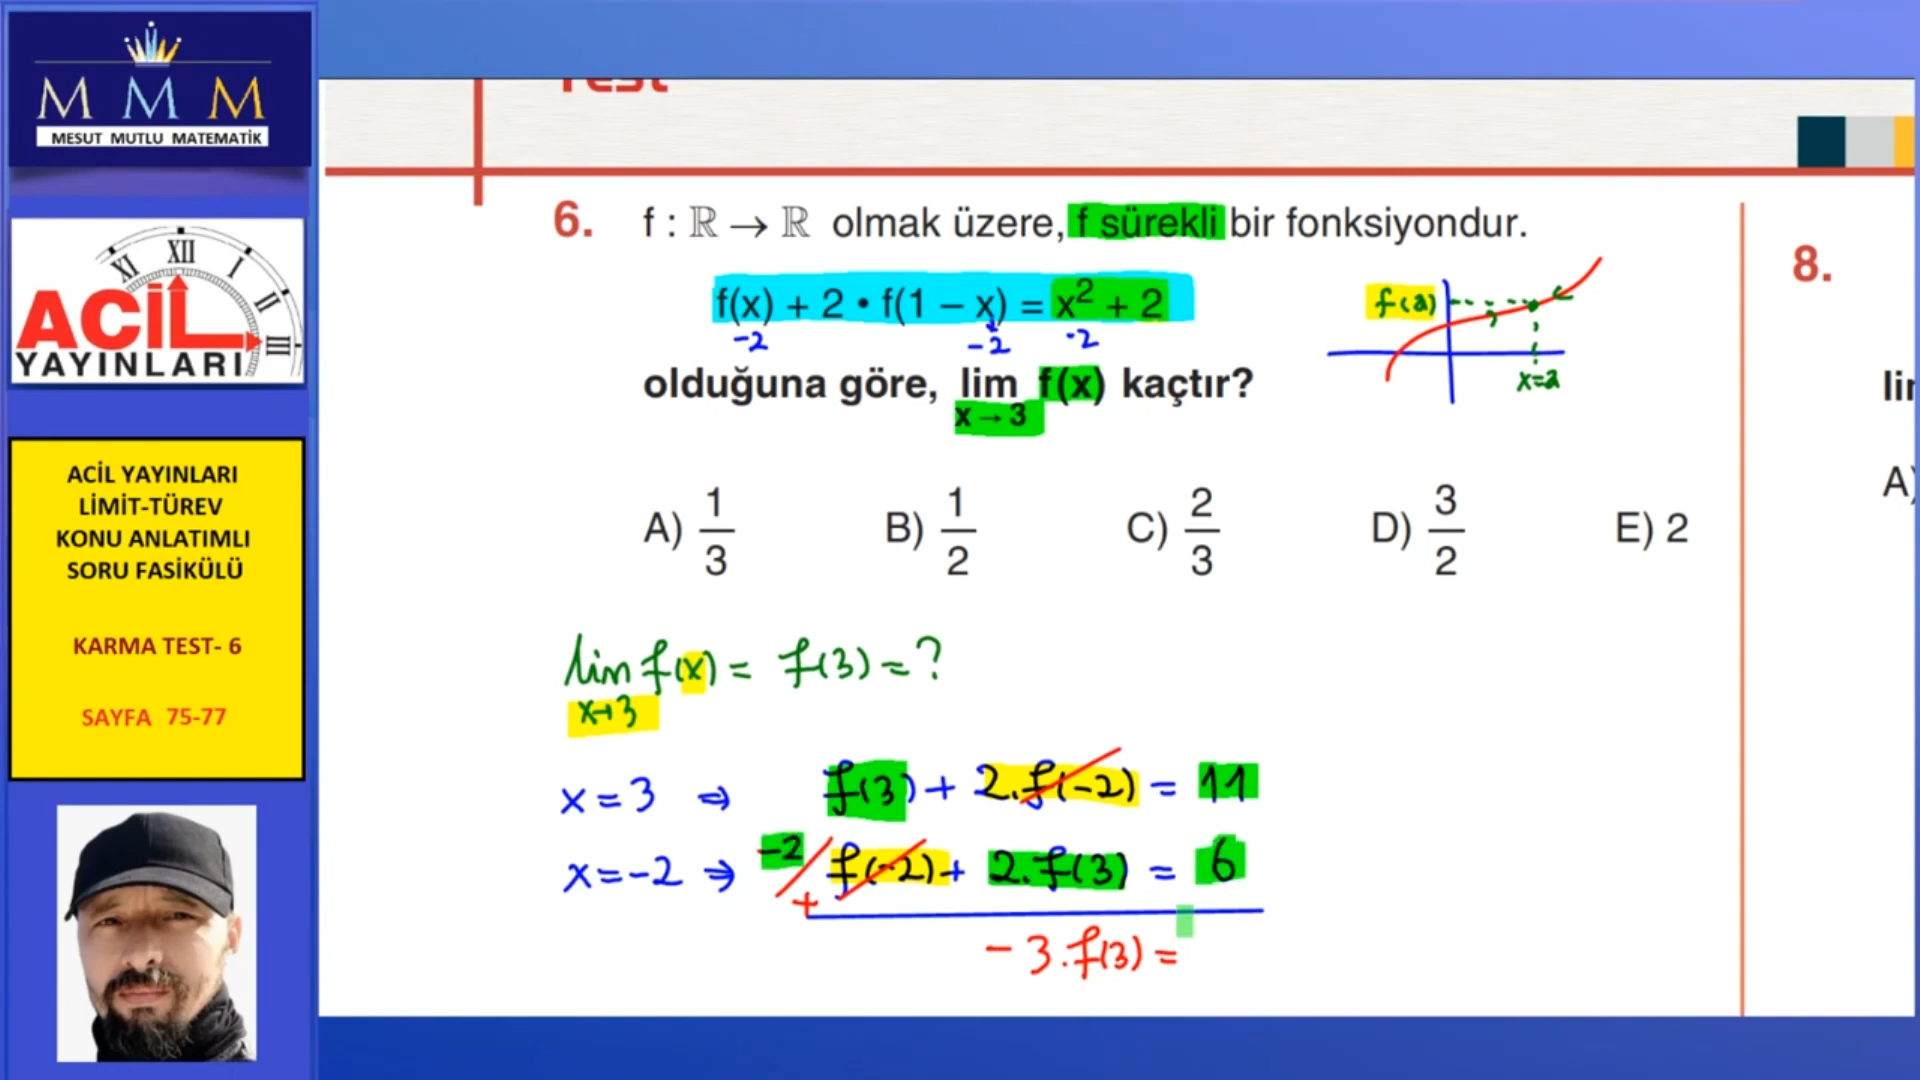 M M M
MESUT MUTLU MATEMATİK
XI XII I II III
ACİL
YAYINLARI
ACİL YAYINLARI
LİMİT-TÜREV
KONU ANLATIMLI
SORU FASİKÜLÜ
KARMA TEST- 6
SAYFA 75-77
Test
6. f : ℝ → ℝ olmak üzere, f sürekli bir fonksiyondur.
f(x) + 2 • f(1 − x) = x² + 2
-2 -2 -2
olduğuna göre, lim f(x) kaçtır?
x → 3
f(a)
x=a
A) 1/3 B) 1/2 C) 2/3 D) 3/2 E) 2
lim f(x) = f(3) = ?
x→3
x = 3 ⇒ f(3) + 2.f(-2) = 11
x = -2 ⇒ -2/ f(-2) + 2.f(3) = 6
+
- 3.f(3) =
8.
lir
A)